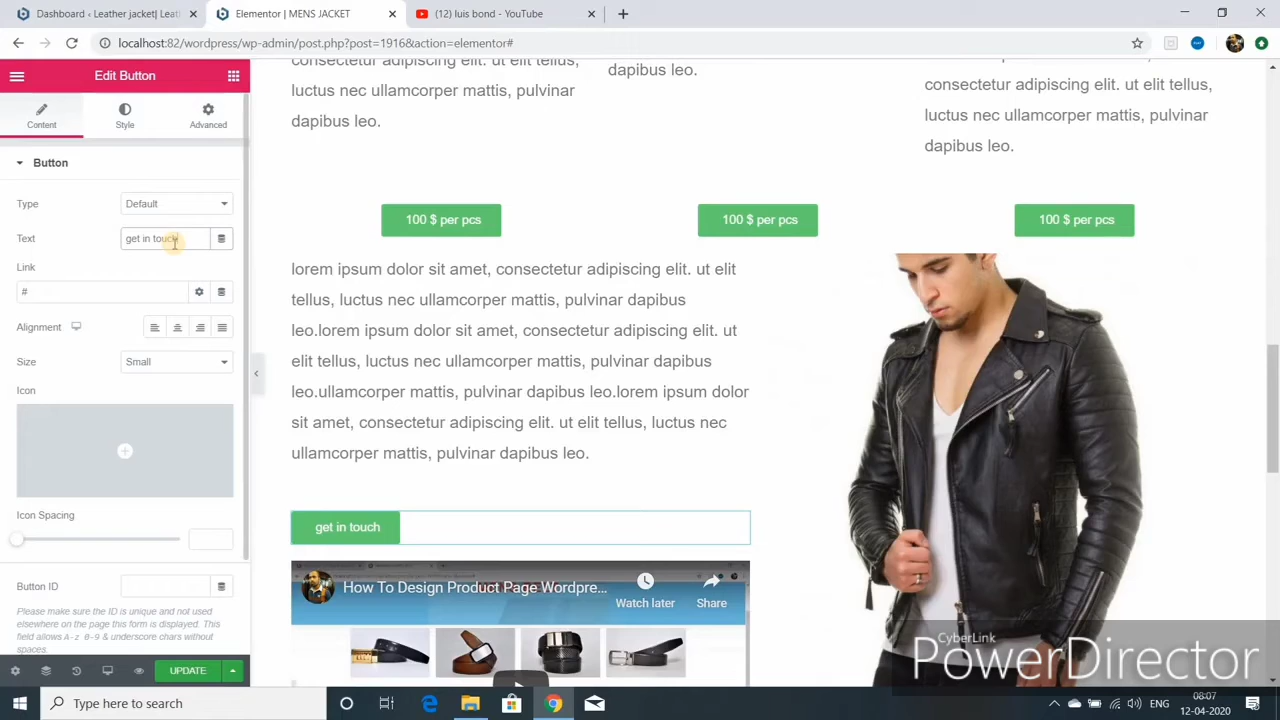 Dashboard ‹ Leather jacket| Leath
Elementor | MENS JACKET
(12) luis bond - YouTube
localhost:82/wordpress/wp-admin/post.php?post=1916&action=elementor#
Edit Button
Content
Style
Advanced
Button
Type
Default
Text
get in touch
Link
#
Alignment
Size
Small
Icon
Icon Spacing
Button ID
Please make sure the ID is unique and not used
elsewhere on the page this form is displayed. This
field allows A-z 0-9 & underscore chars without
spaces.
UPDATE
consectetur adipiscing elit. ut elit tellus,
luctus nec ullamcorper mattis, pulvinar
dapibus leo.
dapibus leo.
consectetur adipiscing elit. ut elit tellus,
luctus nec ullamcorper mattis, pulvinar
dapibus leo.
100 $ per pcs
100 $ per pcs
100 $ per pcs
lorem ipsum dolor sit amet, consectetur adipiscing elit. ut elit
tellus, luctus nec ullamcorper mattis, pulvinar dapibus
leo.lorem ipsum dolor sit amet, consectetur adipiscing elit. ut
elit tellus, luctus nec ullamcorper mattis, pulvinar dapibus
leo.ullamcorper mattis, pulvinar dapibus leo.lorem ipsum dolor
sit amet, consectetur adipiscing elit. ut elit tellus, luctus nec
ullamcorper mattis, pulvinar dapibus leo.
get in touch
How To Design Product Page Wordpre...
Watch later
Share
CyberLink
PowerDirector
Type here to search
ENG
08:07
12-04-2020